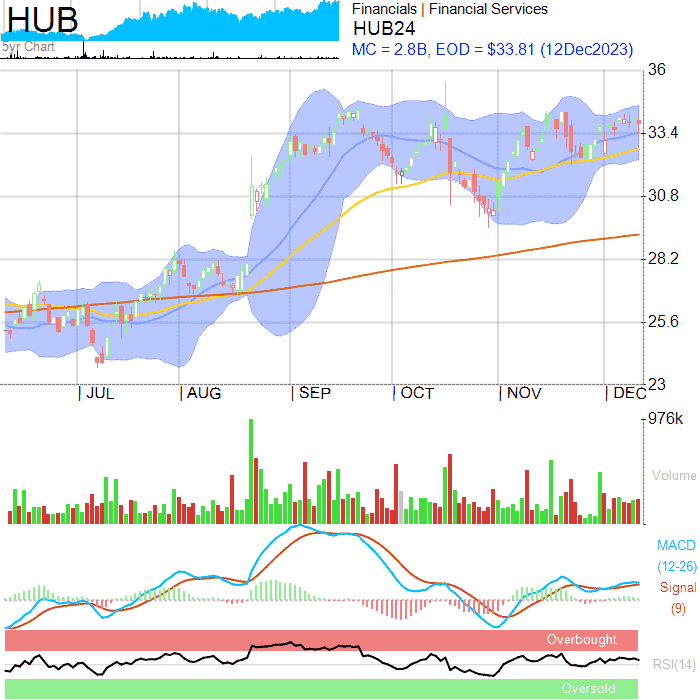 HUB
5yr Chart
Financials | Financial Services
HUB24
MC = 2.8B, EOD = $33.81 (12Dec2023)
36
33.4
30.8
28.2
25.6
23
JUL AUG SEP OCT NOV DEC
976k
Volume
MACD
(12-26)
Signal
(9)
Overbought
RSI(14)
Oversold